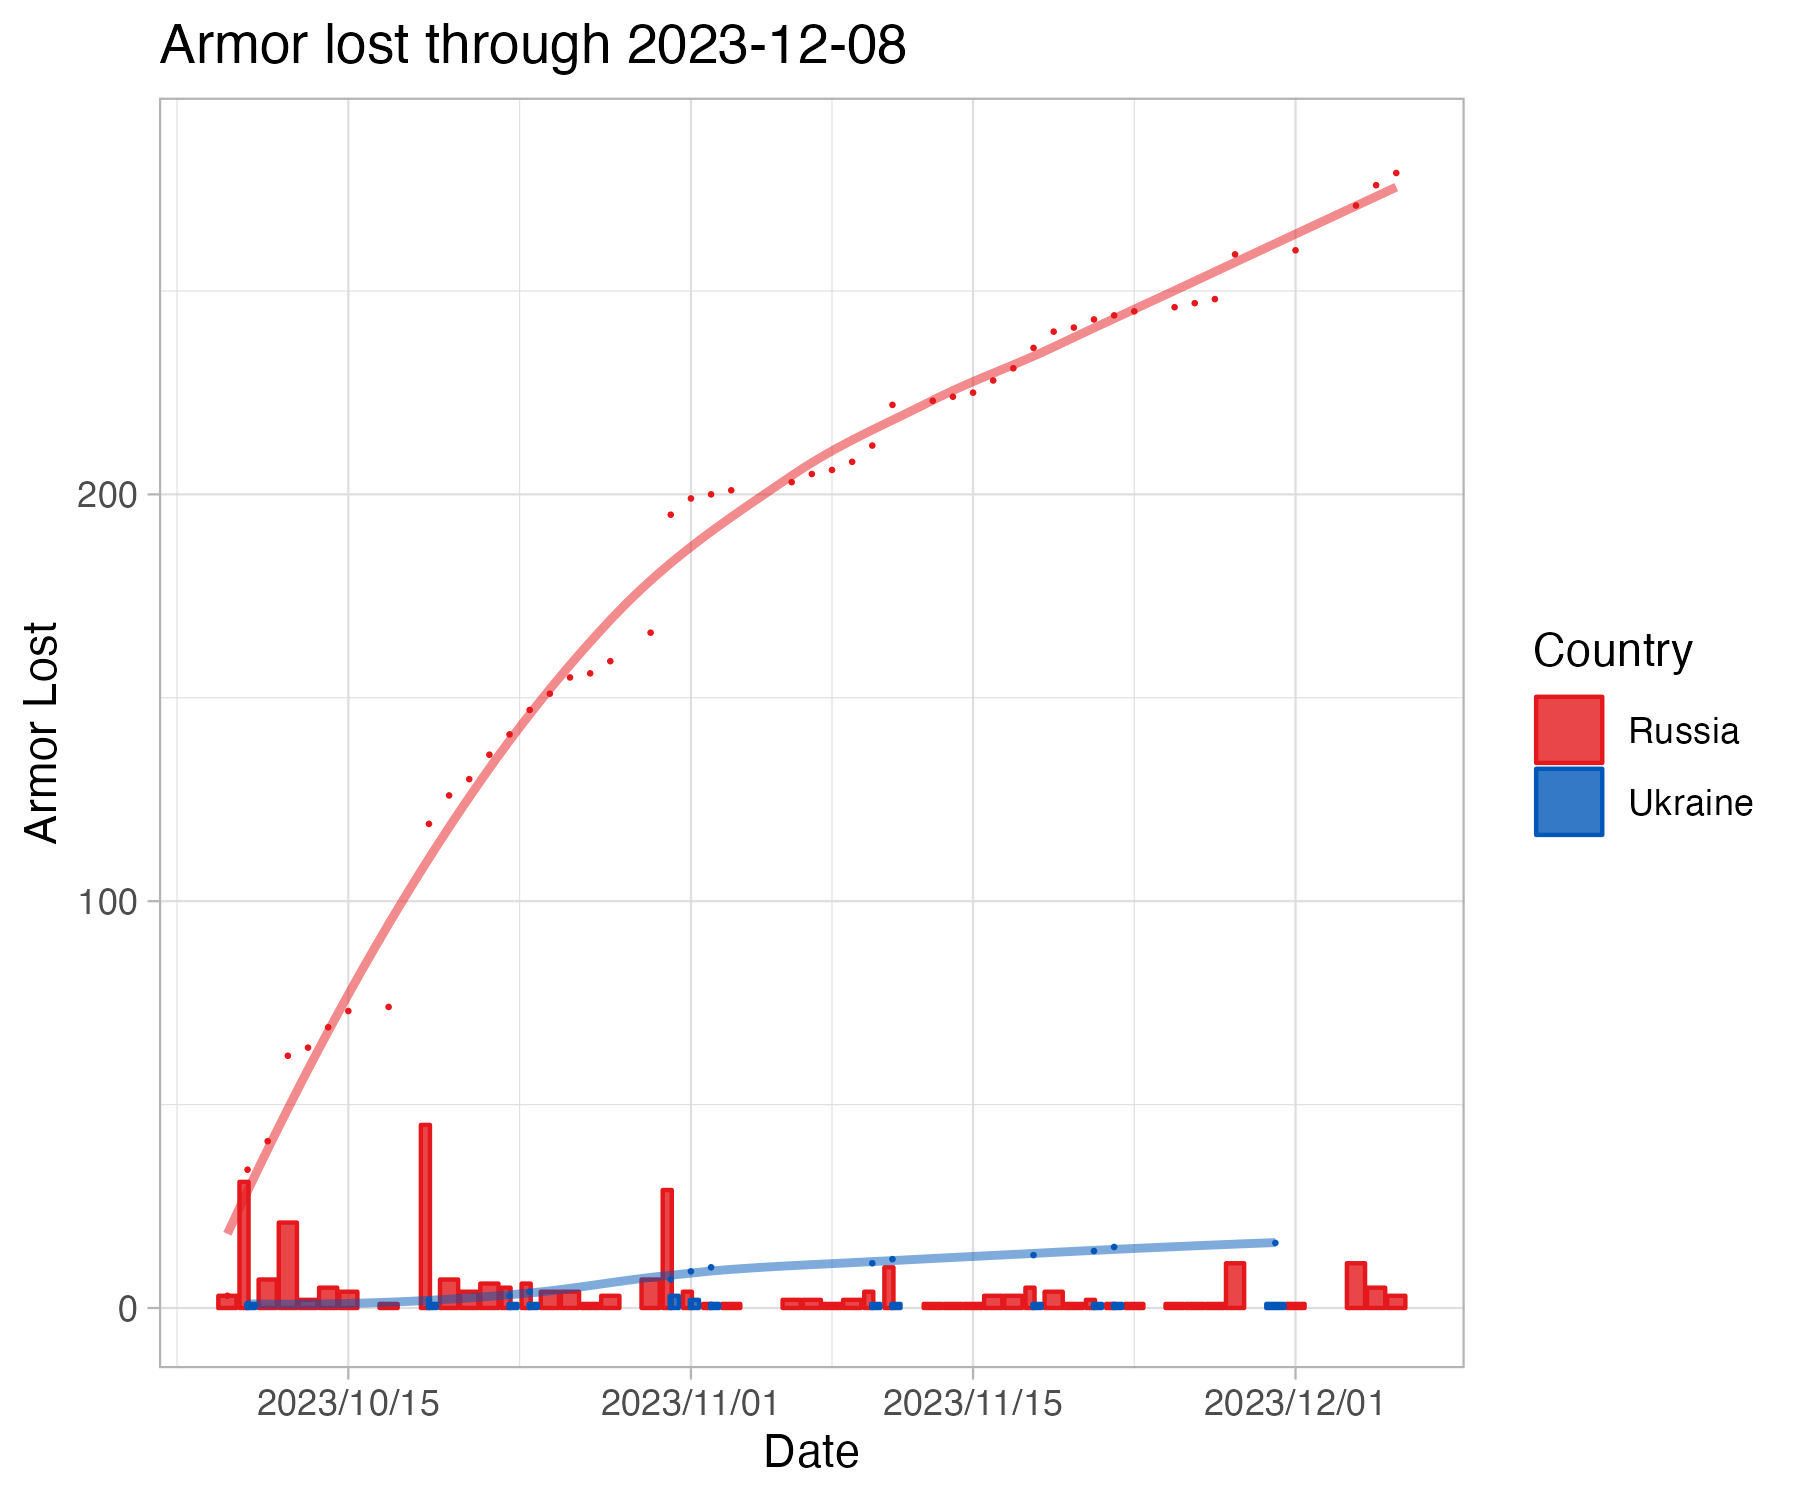 Armor lost through 2023-12-08
Armor Lost
200
100
0
2023/10/15
2023/11/01
2023/11/15
2023/12/01
Date
Country
Russia
Ukraine